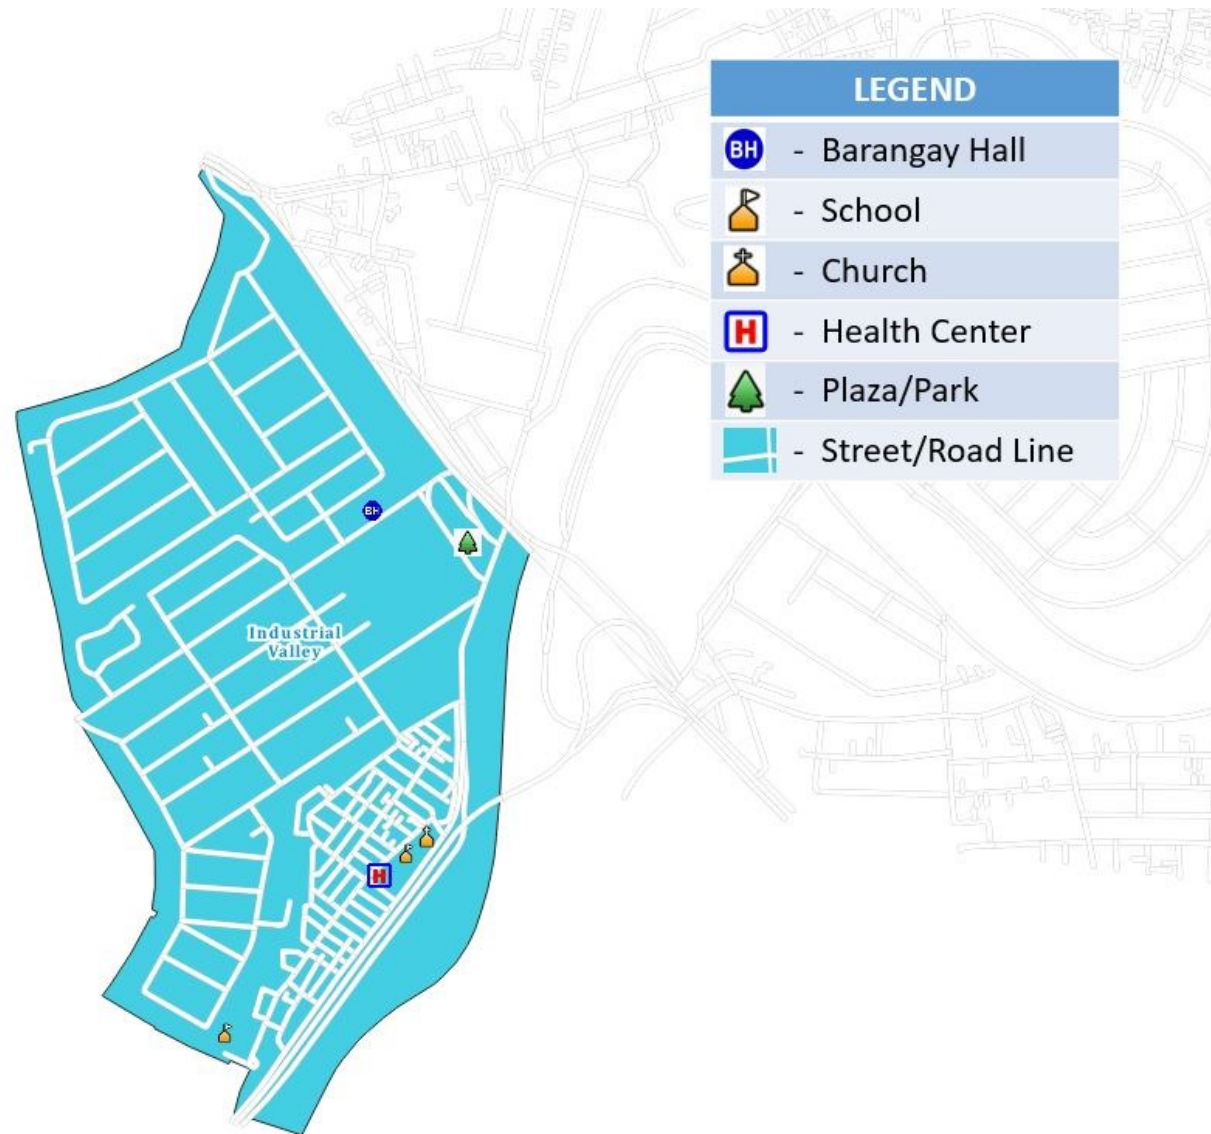 LEGEND
BH - Barangay Hall
- School
- Church
H - Health Center
- Plaza/Park
- Street/Road Line
BH
Industrial
Valley
H